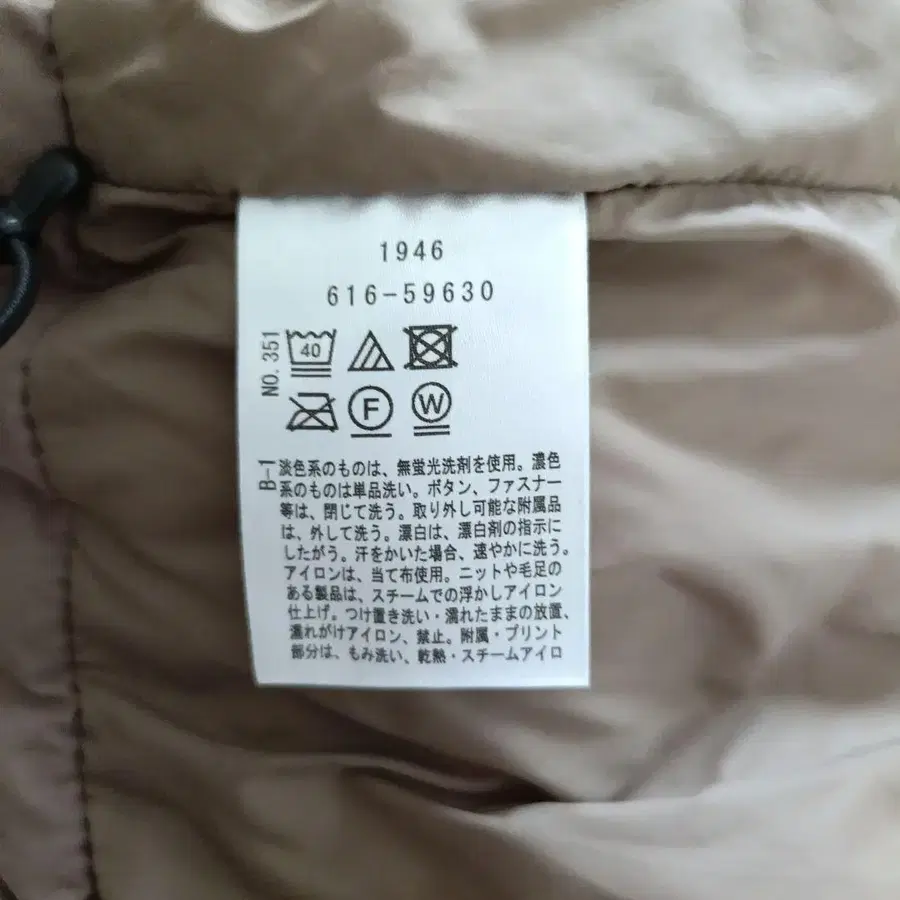 1946
616-59630
NO. 351
40
F
W
B-1
淡色系のものは、無蛍光洗剤を使用。濃色
系のものは単品洗い。ボタン、ファスナー
等は、閉じて洗う。取り外し可能な附属品
は、外して洗う。漂白は、漂白剤の指示に
したがう。汗をかいた場合、速やかに洗う。
アイロンは、当て布使用。ニットや毛足の
ある製品は、スチームでの浮かしアイロン
仕上げ。つけ置き洗い・濡れたままの放置、
濡れがけアイロン、禁止。附属・プリント
部分は、もみ洗い、乾熱・スチームアイロ